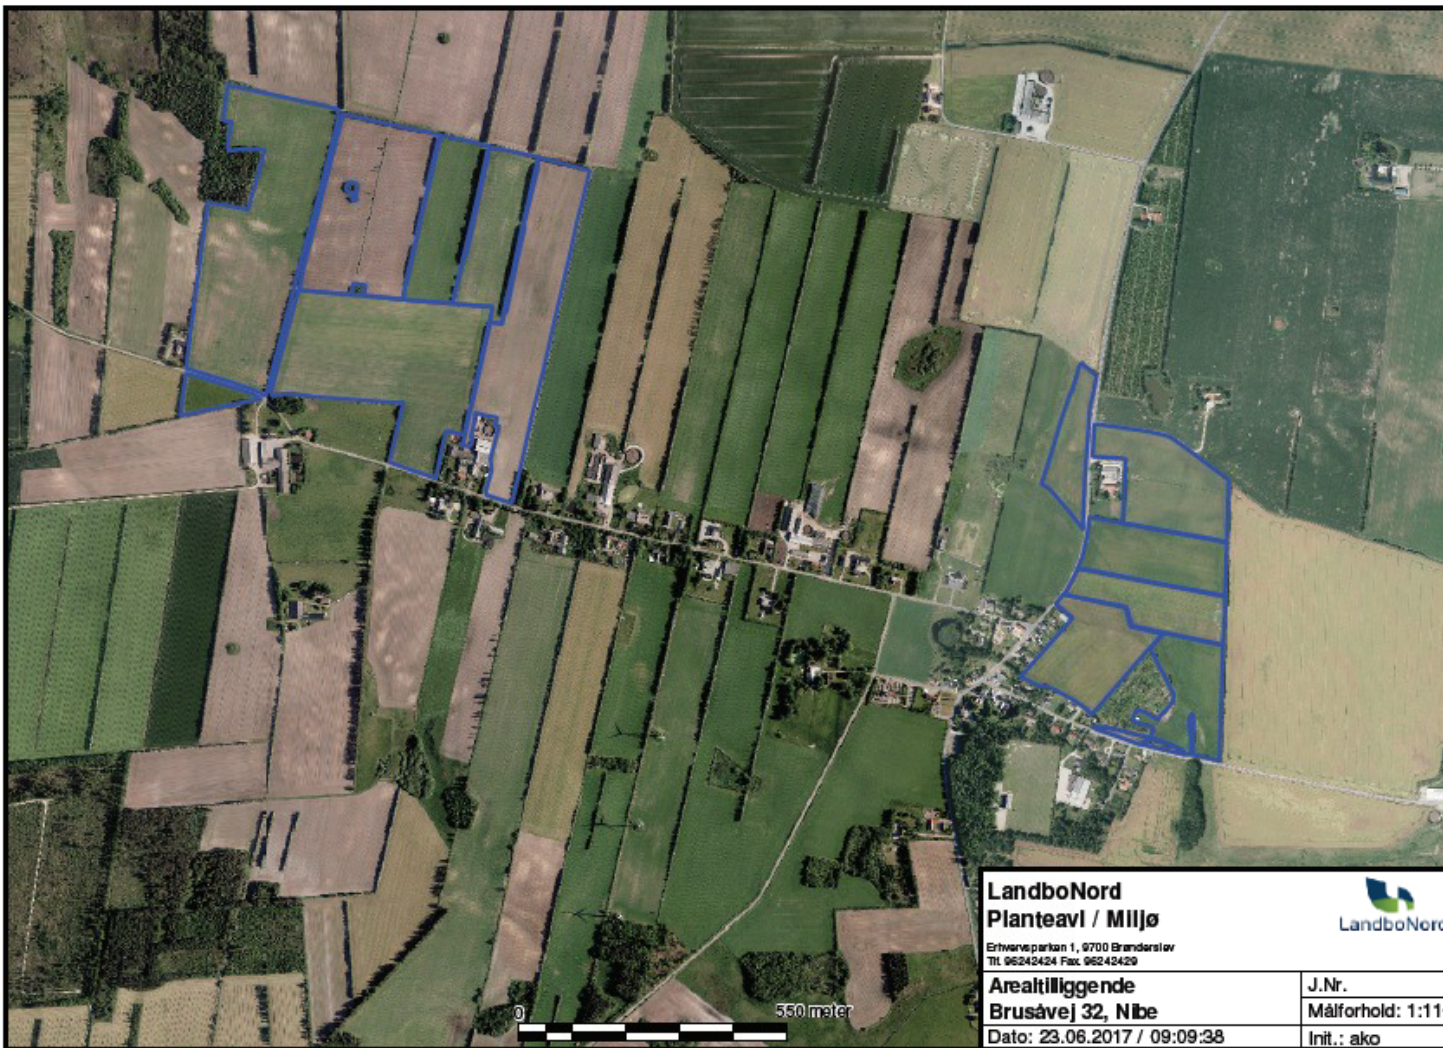 0
550 meter
LandboNord
Planteavl / Miljø
LandboNord
Erhvervsparken 1, 9700 Brønderslev
Tlf. 96242424 Fax. 96242429
Arealtilliggende
Brusåvej 32, Nibe
J.Nr.
Målforhold: 1:11
Dato: 23.06.2017 / 09:09:38
Init.: ako